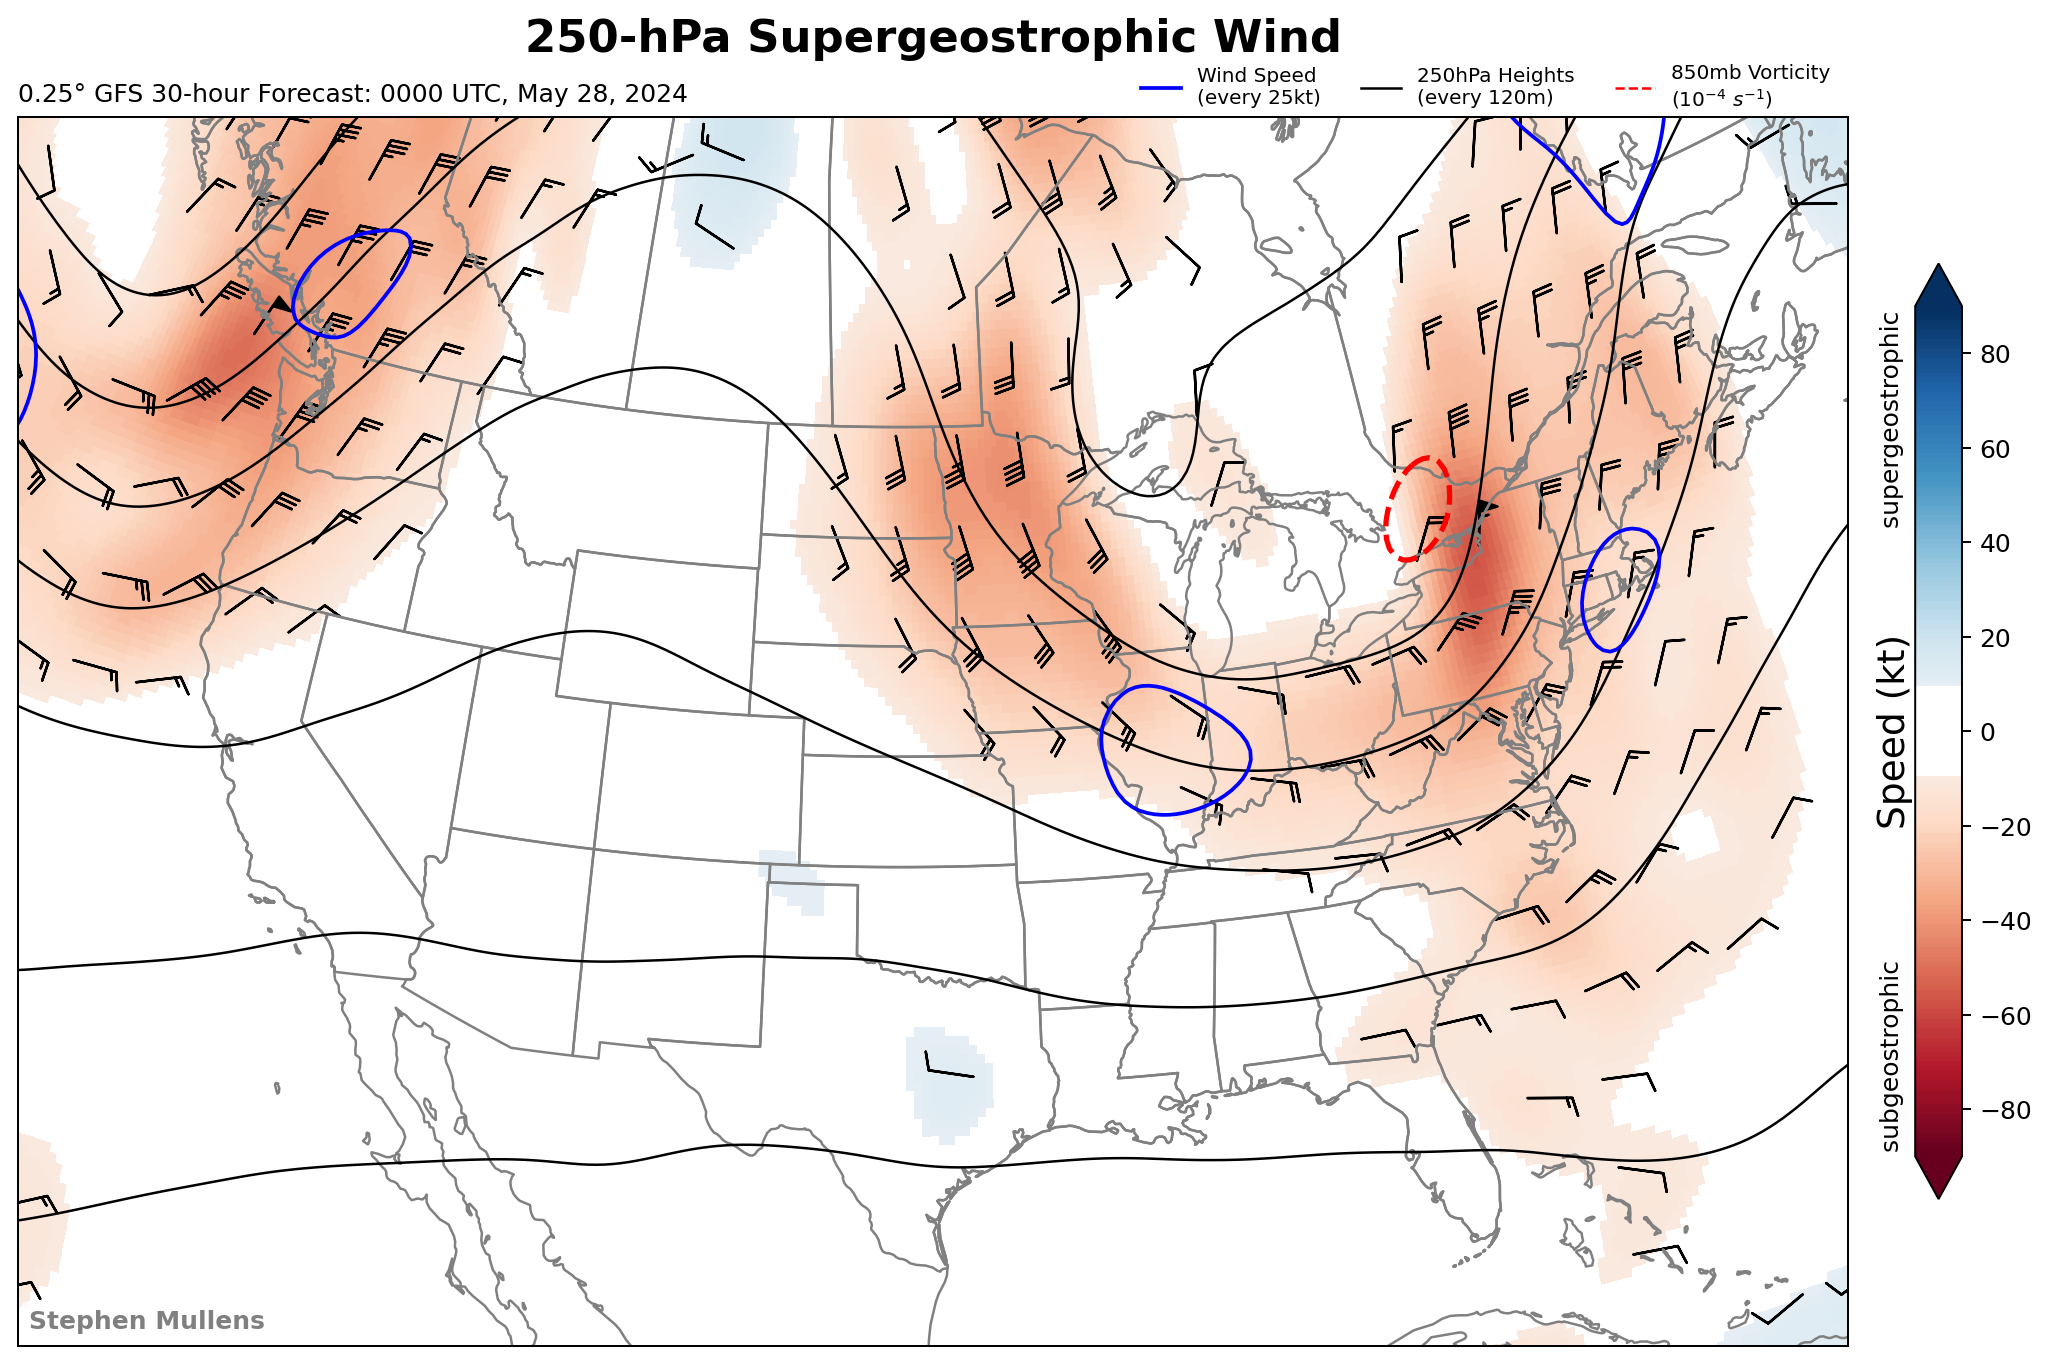 250-hPa Supergeostrophic Wind
0.25° GFS 30-hour Forecast: 0000 UTC, May 28, 2024
Wind Speed
(every 25kt)
250hPa Heights
(every 120m)
850mb Vorticity
(10⁻⁴ s⁻¹)
supergeostrophic
Speed (kt)
subgeostrophic
80
60
40
20
0
−20
−40
−60
−80
Stephen Mullens